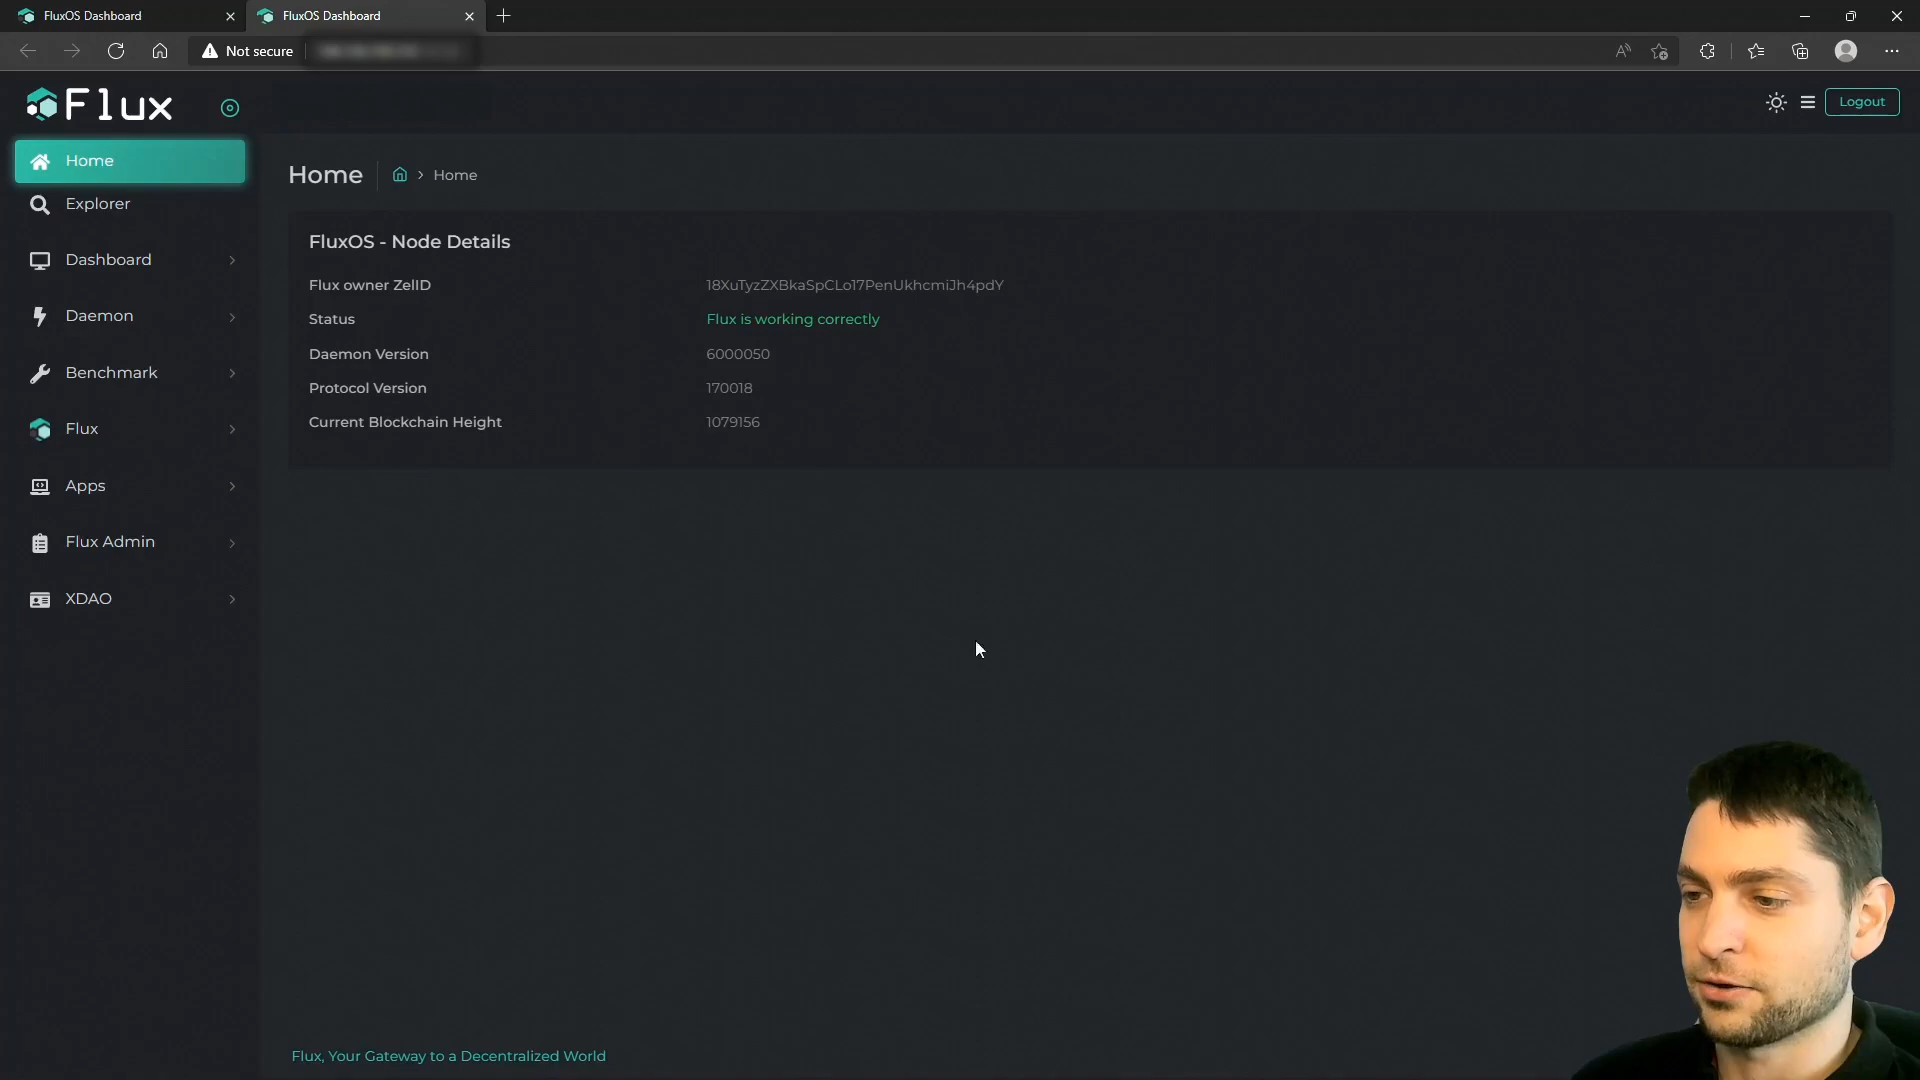 FluxOS Dashboard
FluxOS Dashboard
Not secure
Flux
Logout
Home
Explorer
Dashboard
Daemon
Benchmark
Flux
Apps
Flux Admin
XDAO
Home
Home
FluxOS - Node Details
Flux owner ZelID 18XuTyzZXBkaSpCLo17PenUkhcmiJh4pdY
Status Flux is working correctly
Daemon Version 6000050
Protocol Version 170018
Current Blockchain Height 1079156
Flux, Your Gateway to a Decentralized World